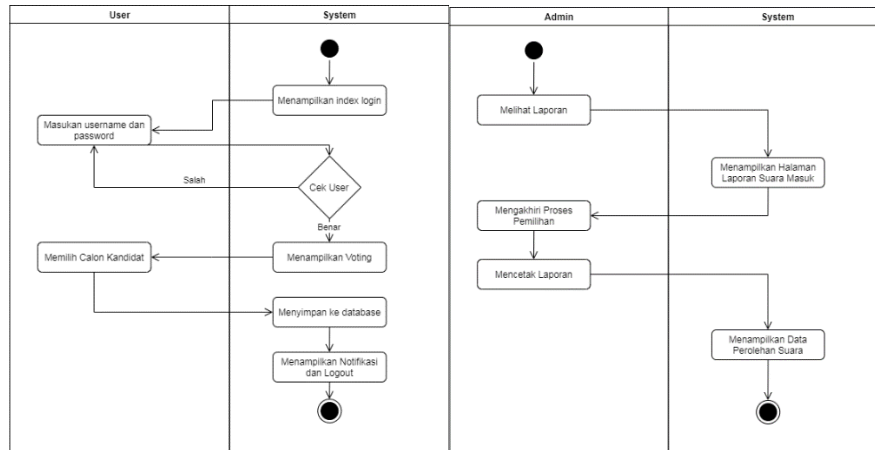 User
System
Menampilkan index login
Masukan username dan
password
Salah
Cek User
Benar
Memilih Calon Kandidat
Menampilkan Voting
Menyimpan ke database
Menampilkan Notifikasi
dan Logout
Admin
System
Melihat Laporan
Menampilkan Halaman
Laporan Suara Masuk
Mengakhiri Proses
Pemilihan
Mencetak Laporan
Menampilkan Data
Perolehan Suara